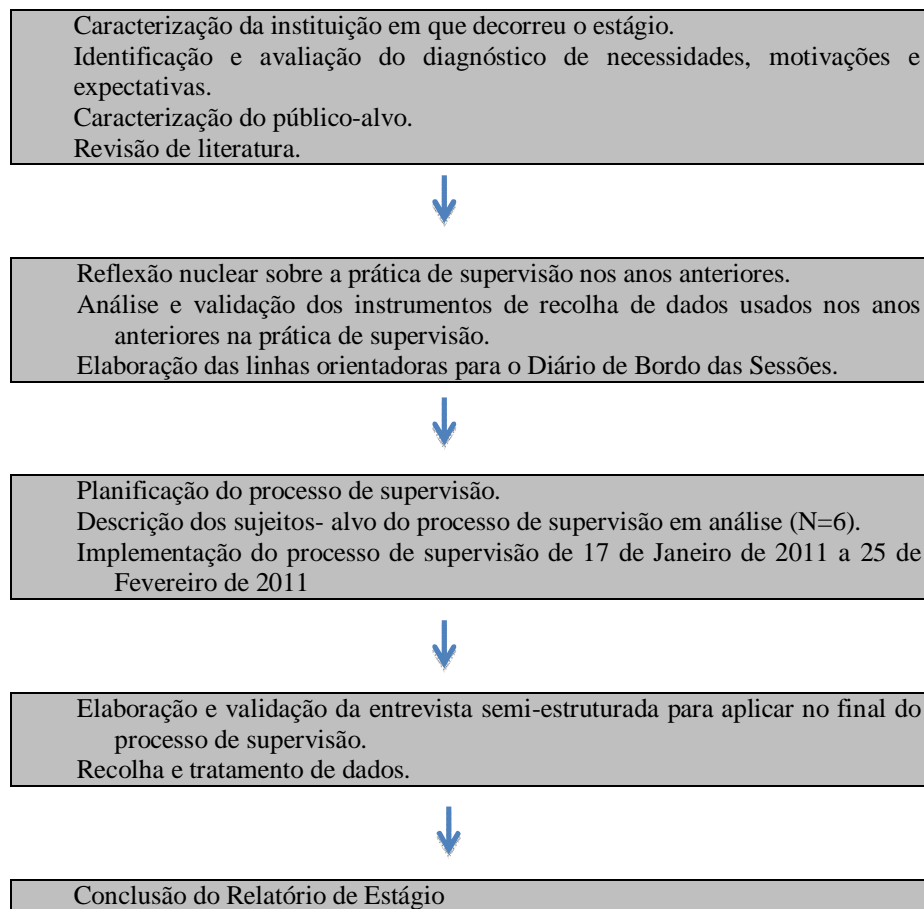 Caracterização da instituição em que decorreu o estágio.
Identificação e avaliação do diagnóstico de necessidades, motivações e
expectativas.
Caracterização do público-alvo.
Revisão de literatura.
Reflexão nuclear sobre a prática de supervisão nos anos anteriores.
Análise e validação dos instrumentos de recolha de dados usados nos anos
anteriores na prática de supervisão.
Elaboração das linhas orientadoras para o Diário de Bordo das Sessões.
Planificação do processo de supervisão.
Descrição dos sujeitos- alvo do processo de supervisão em análise (N=6).
Implementação do processo de supervisão de 17 de Janeiro de 2011 a 25 de
Fevereiro de 2011
Elaboração e validação da entrevista semi-estruturada para aplicar no final do
processo de supervisão.
Recolha e tratamento de dados.
Conclusão do Relatório de Estágio